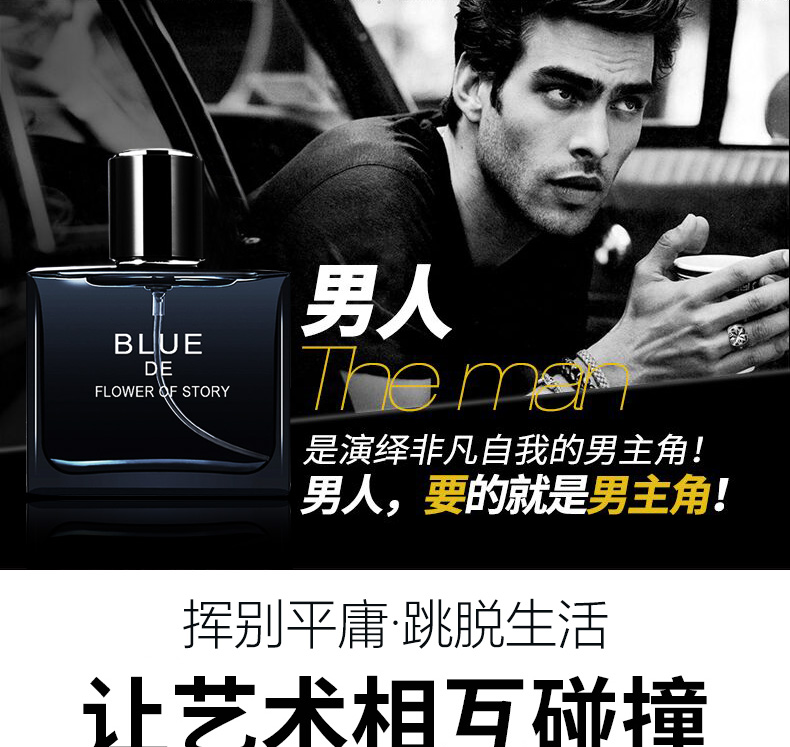 BLUE
DE
FLOWER OF STORY
男人
The man
是演绎非凡自我的男主角！
男人，要的就是男主角！
挥别平庸·跳脱生活
让艺术相互碰撞